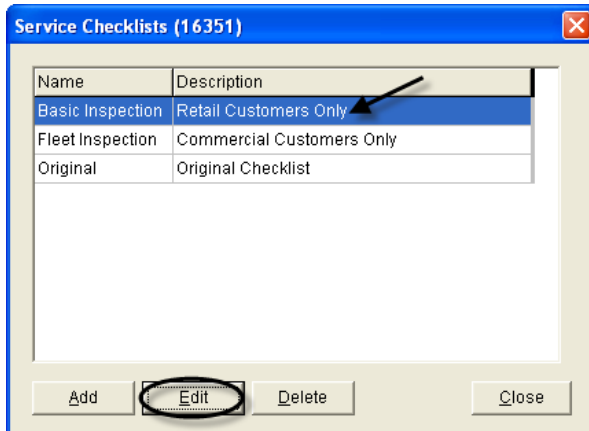 Service Checklists (16351)
Name Description
Basic Inspection Retail Customers Only
Fleet Inspection Commercial Customers Only
Original Original Checklist
Add Edit Delete Close